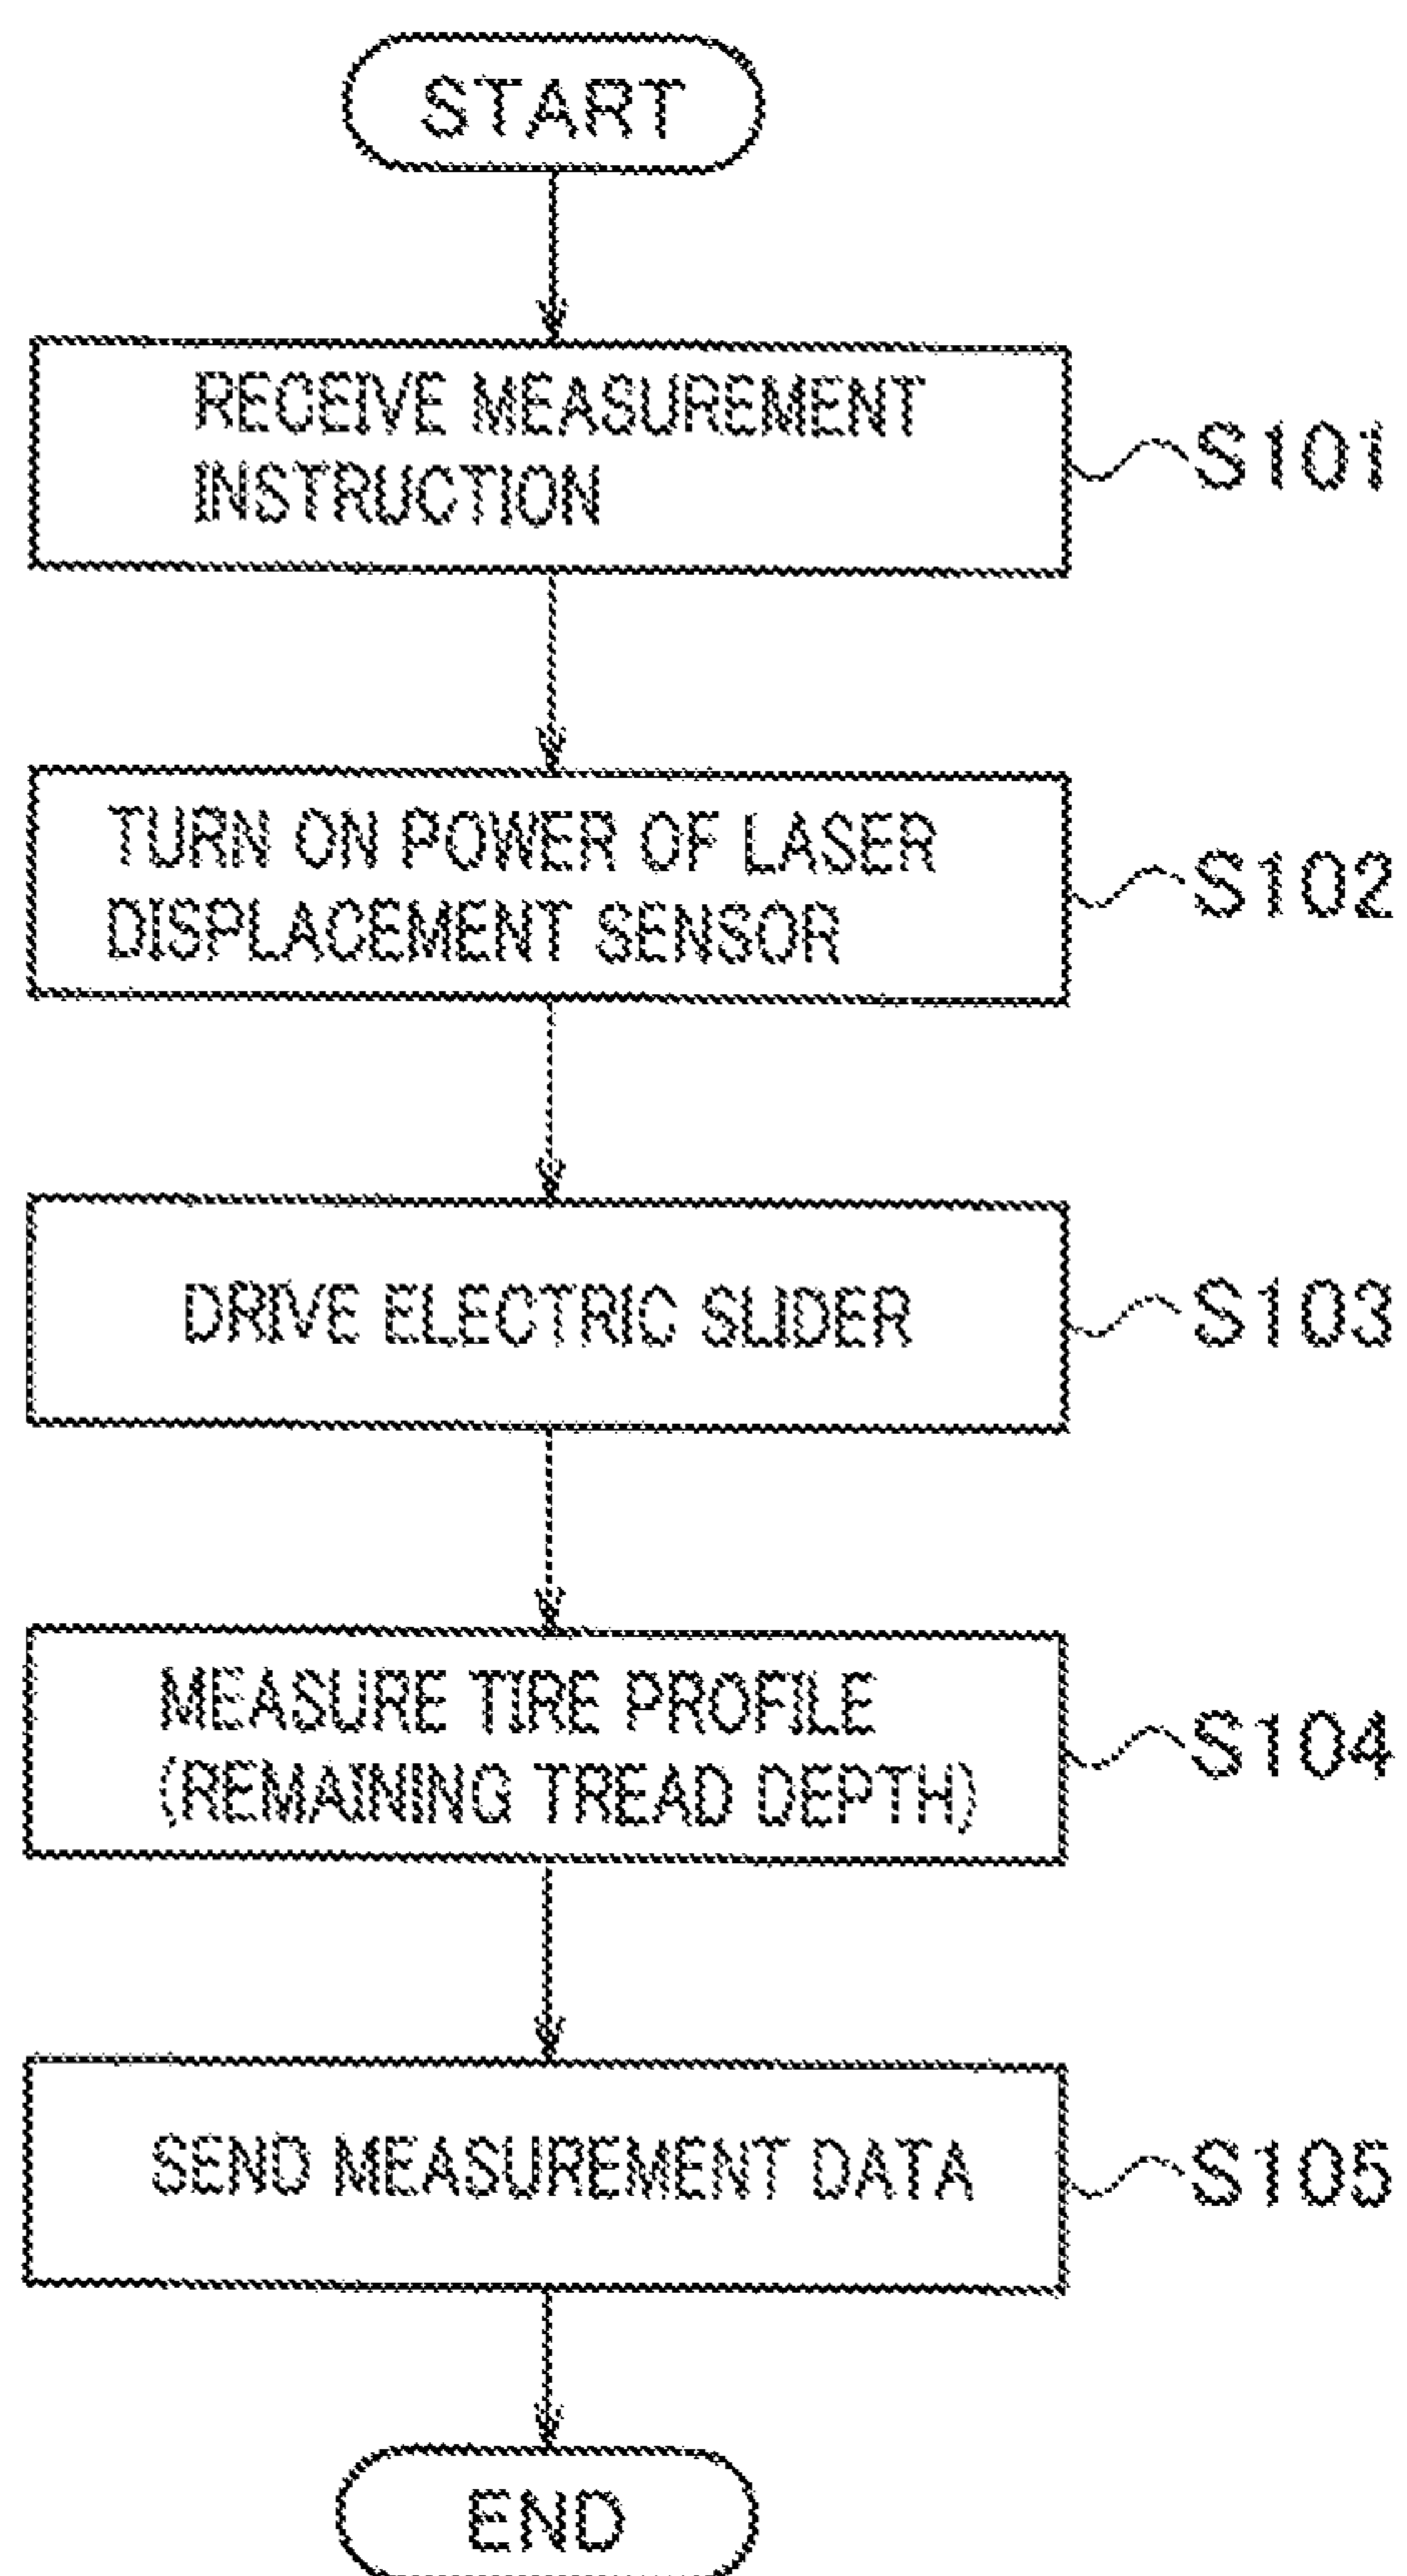 START
RECEIVE MEASUREMENT
INSTRUCTION
S101
TURN ON POWER OF LASER
DISPLACEMENT SENSOR
S102
DRIVE ELECTRIC SLIDER
S103
MEASURE TIRE PROFILE
(REMAINING TREAD DEPTH)
S104
SEND MEASUREMENT DATA
S105
END